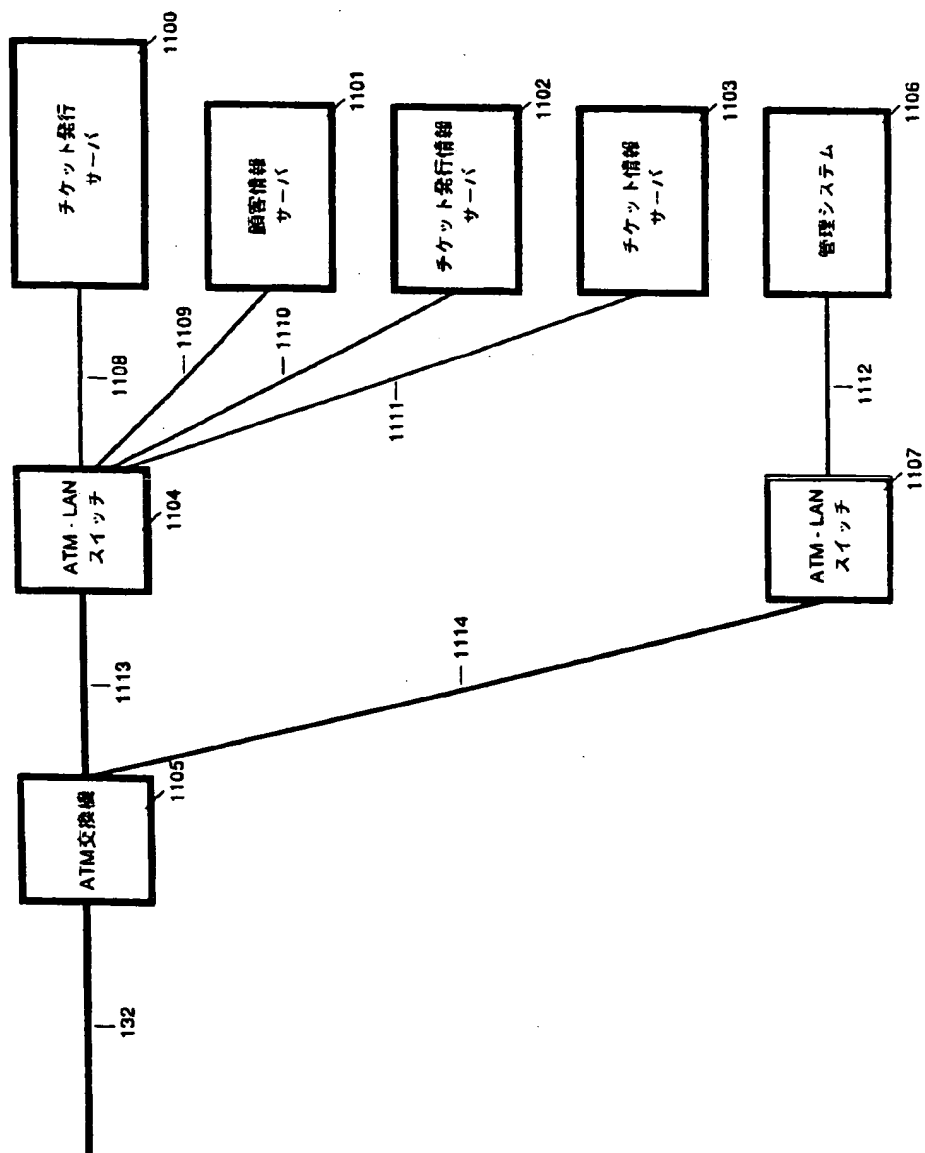 チケット発行
サーバ
1100
顧客情報
サーバ
1101
チケット発行情報
サーバ
1102
チケット情報
サーバ
1103
管理システム
1106
1108
1109
1110
1111
1112
ATM-LAN
スイッチ
1104
ATM-LAN
スイッチ
1107
1113
1114
ATM交換機
1105
132